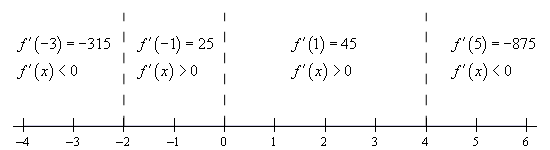 f′(−3) = −315 f′(−1) = 25 f′(1) = 45 f′(5) = −875
f′(x) < 0 f′(x) > 0 f′(x) > 0 f′(x) < 0
−4 −3 −2 −1 0 1 2 3 4 5 6